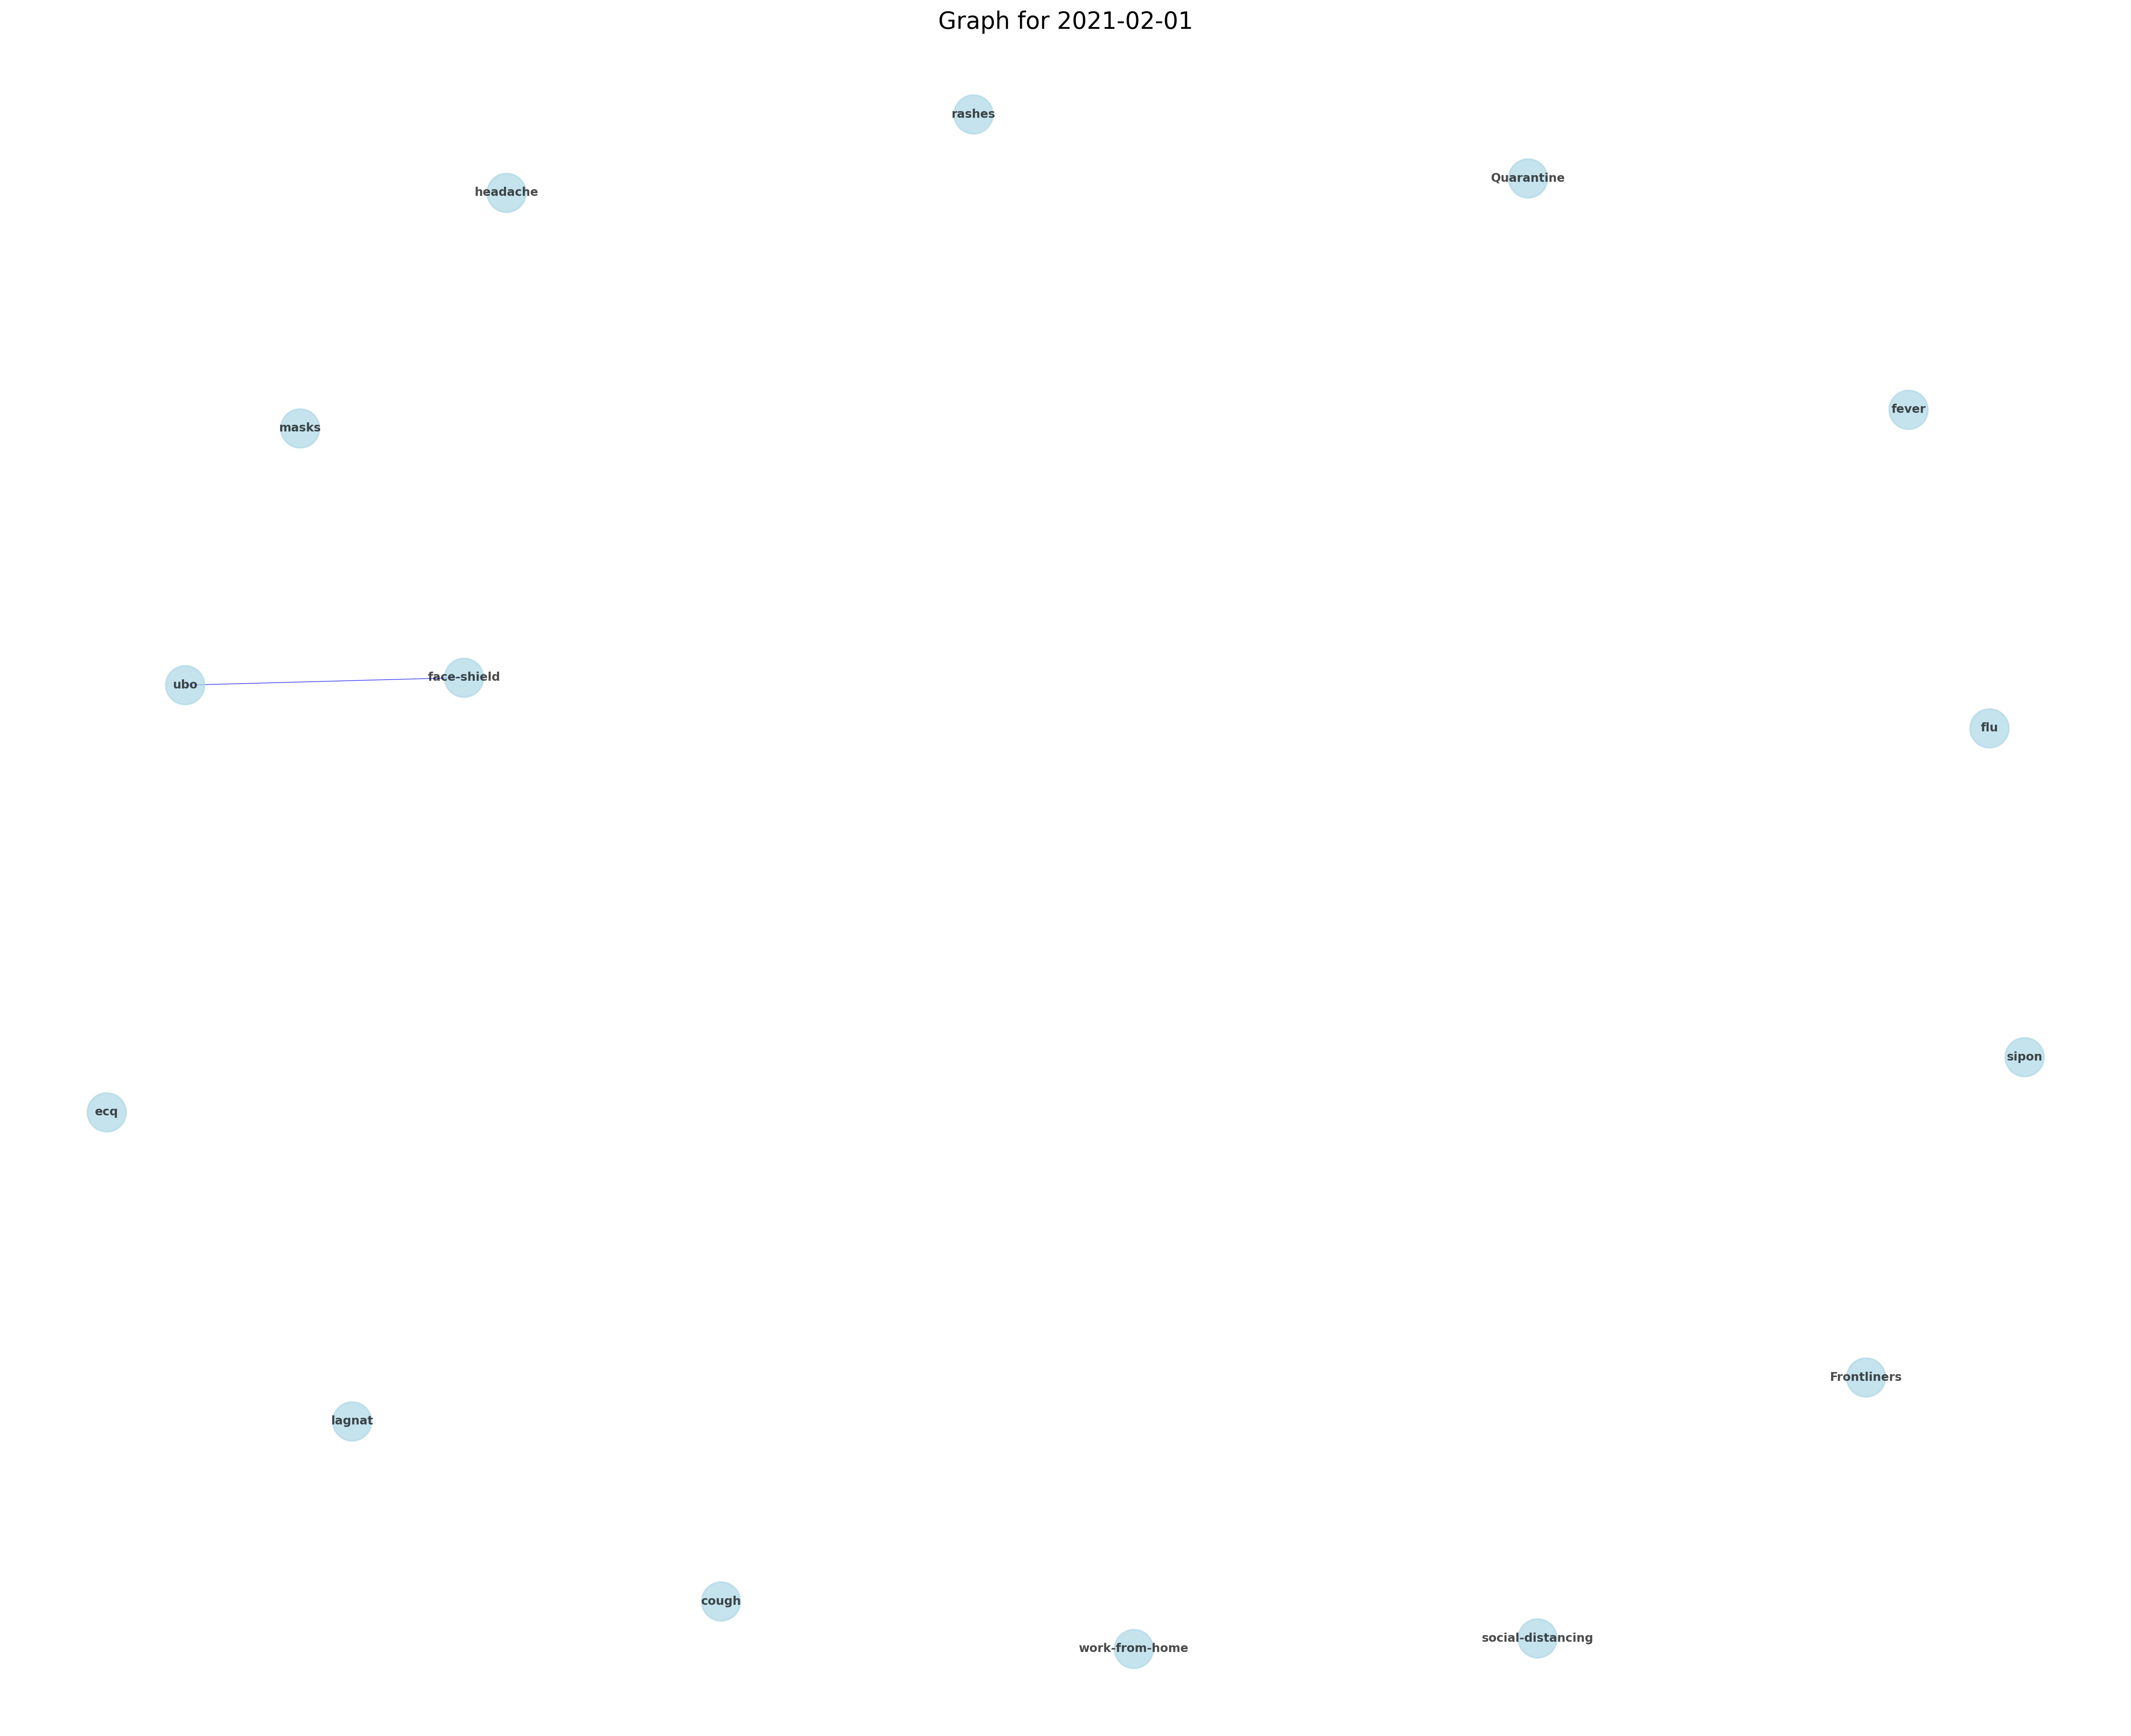 Graph for 2021-02-01
rashes
Quarantine
headache
fever
masks
face-shield
ubo
flu
sipon
ecq
Frontliners
lagnat
cough
social-distancing
work-from-home